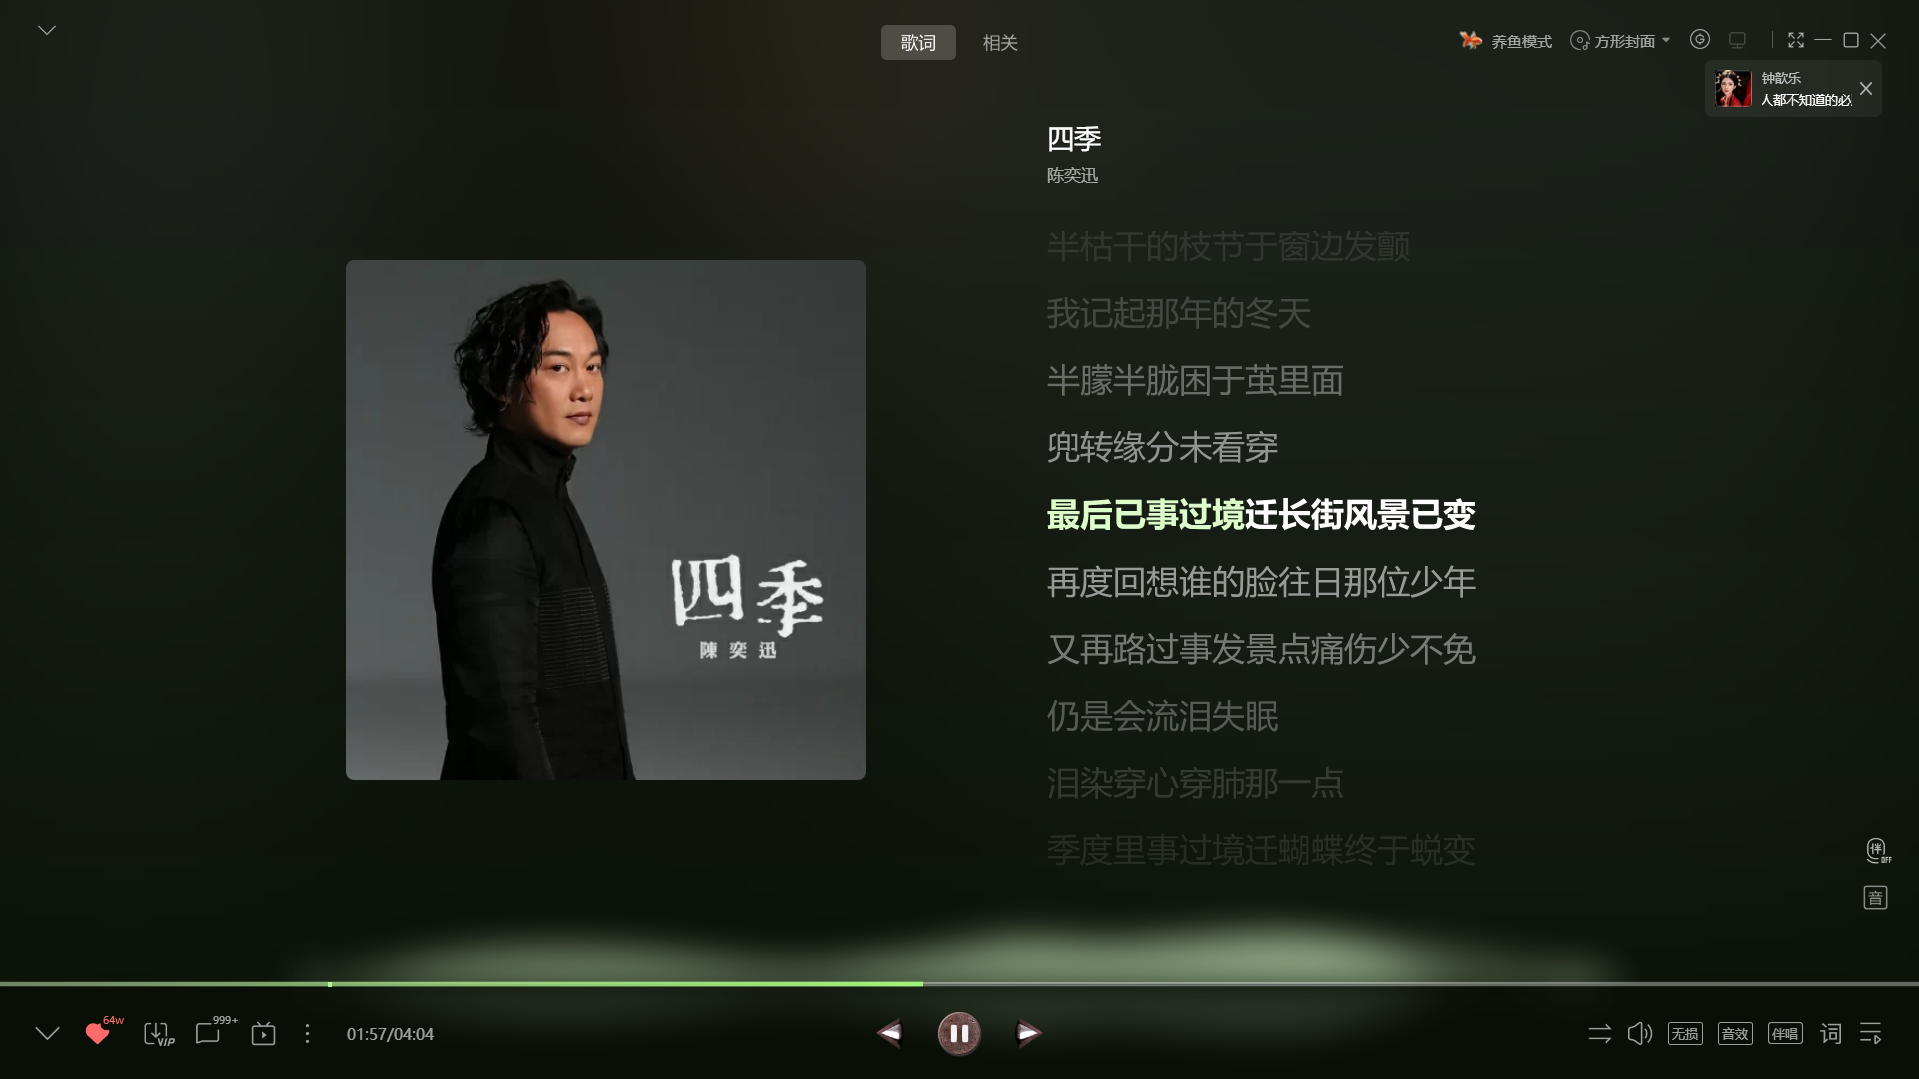 歌词
相关
养鱼模式
方形封面
钟歆乐
人都不知道的必
四季
陈奕迅
半枯干的枝节于窗边发颤
我记起那年的冬天
半朦半胧困于茧里面
兜转缘分未看穿
最后已事过境迁长街风景已变
再度回想谁的脸往日那位少年
又再路过事发景点痛伤少不免
仍是会流泪失眠
泪染穿心穿肺那一点
季度里事过境迁蝴蝶终于蜕变
四季
陳奕迅
伴
OFF
音
64w
VIP
999+
01:57/04:04
无损
音效
伴唱
词